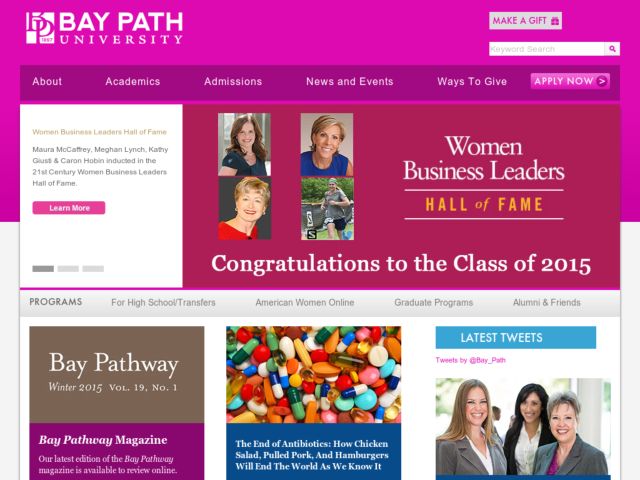 BAY PATH
UNIVERSITY
1897
MAKE A GIFT
Keyword Search
About
Academics
Admissions
News and Events
Ways To Give
APPLY NOW >
Women Business Leaders Hall of Fame
Maura McCaffrey, Meghan Lynch, Kathy
Giusti & Caron Hobin inducted in the
21st Century Women Business Leaders
Hall of Fame.
Learn More
Women
Business Leaders
HALL of FAME
Congratulations to the Class of 2015
PROGRAMS
For High School/Transfers
American Women Online
Graduate Programs
Alumni & Friends
Bay Pathway
Winter 2015 VOL. 19, NO. 1
Bay Pathway Magazine
Our latest edition of the Bay Pathway
magazine is available to review online.
The End of Antibiotics: How Chicken
Salad, Pulled Pork, And Hamburgers
Will End The World As We Know It
LATEST TWEETS
Tweets by @Bay_Path